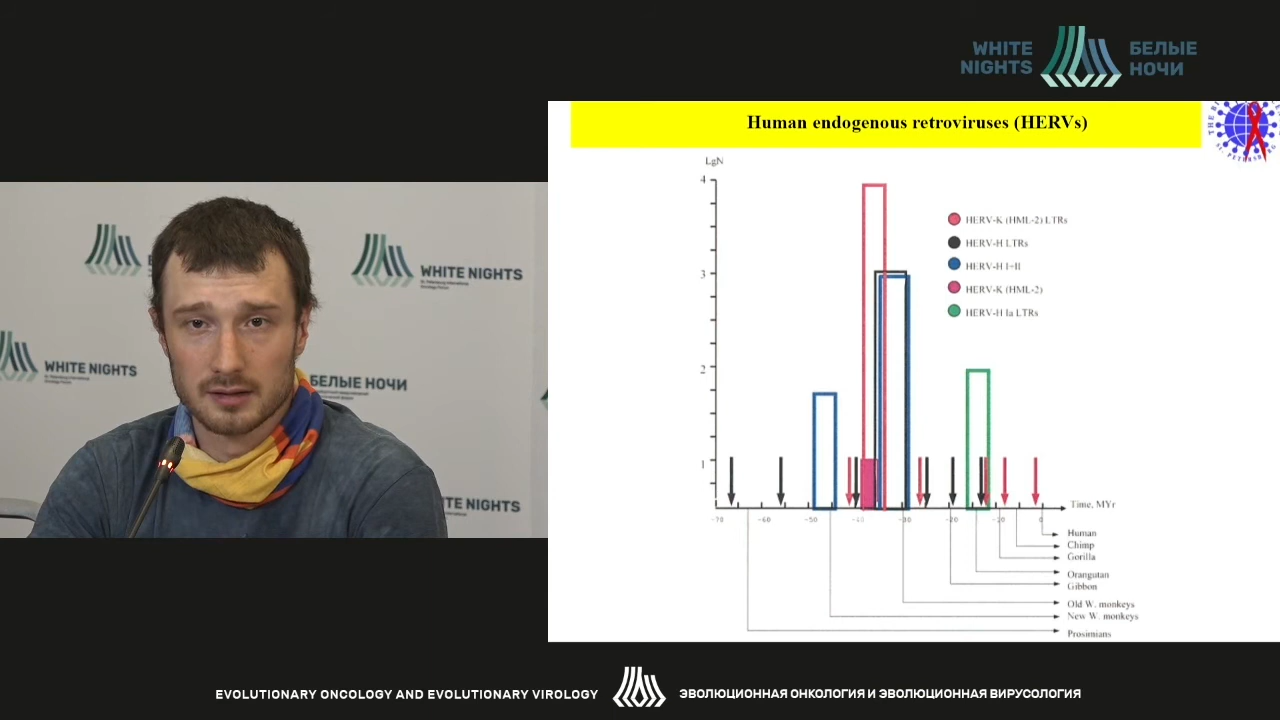 WHITE
NIGHTS
БЕЛЫЕ
НОЧИ
Human endogenous retroviruses (HERVs)
LgN
4
3
2
1
HERV-K (HML-2) LTRs
HERV-H LTRs
HERV-H I-II
HERV-K (HML-2)
HERV-H Ia LTRs
Time, MYr
-70 -60 -50 -40 -30 -20 -10 0
Human
Chimp
Gorilla
Orangutan
Gibbon
Old W. monkeys
New W. monkeys
Prosimians
WHITE NIGHTS
WHITE NIGHTS
БЕЛЫЕ НОЧИ
NIGHTS
EVOLUTIONARY ONCOLOGY AND EVOLUTIONARY VIROLOGY
ЭВОЛЮЦИОННАЯ ОНКОЛОГИЯ И ЭВОЛЮЦИОННАЯ ВИРУСОЛОГИЯ